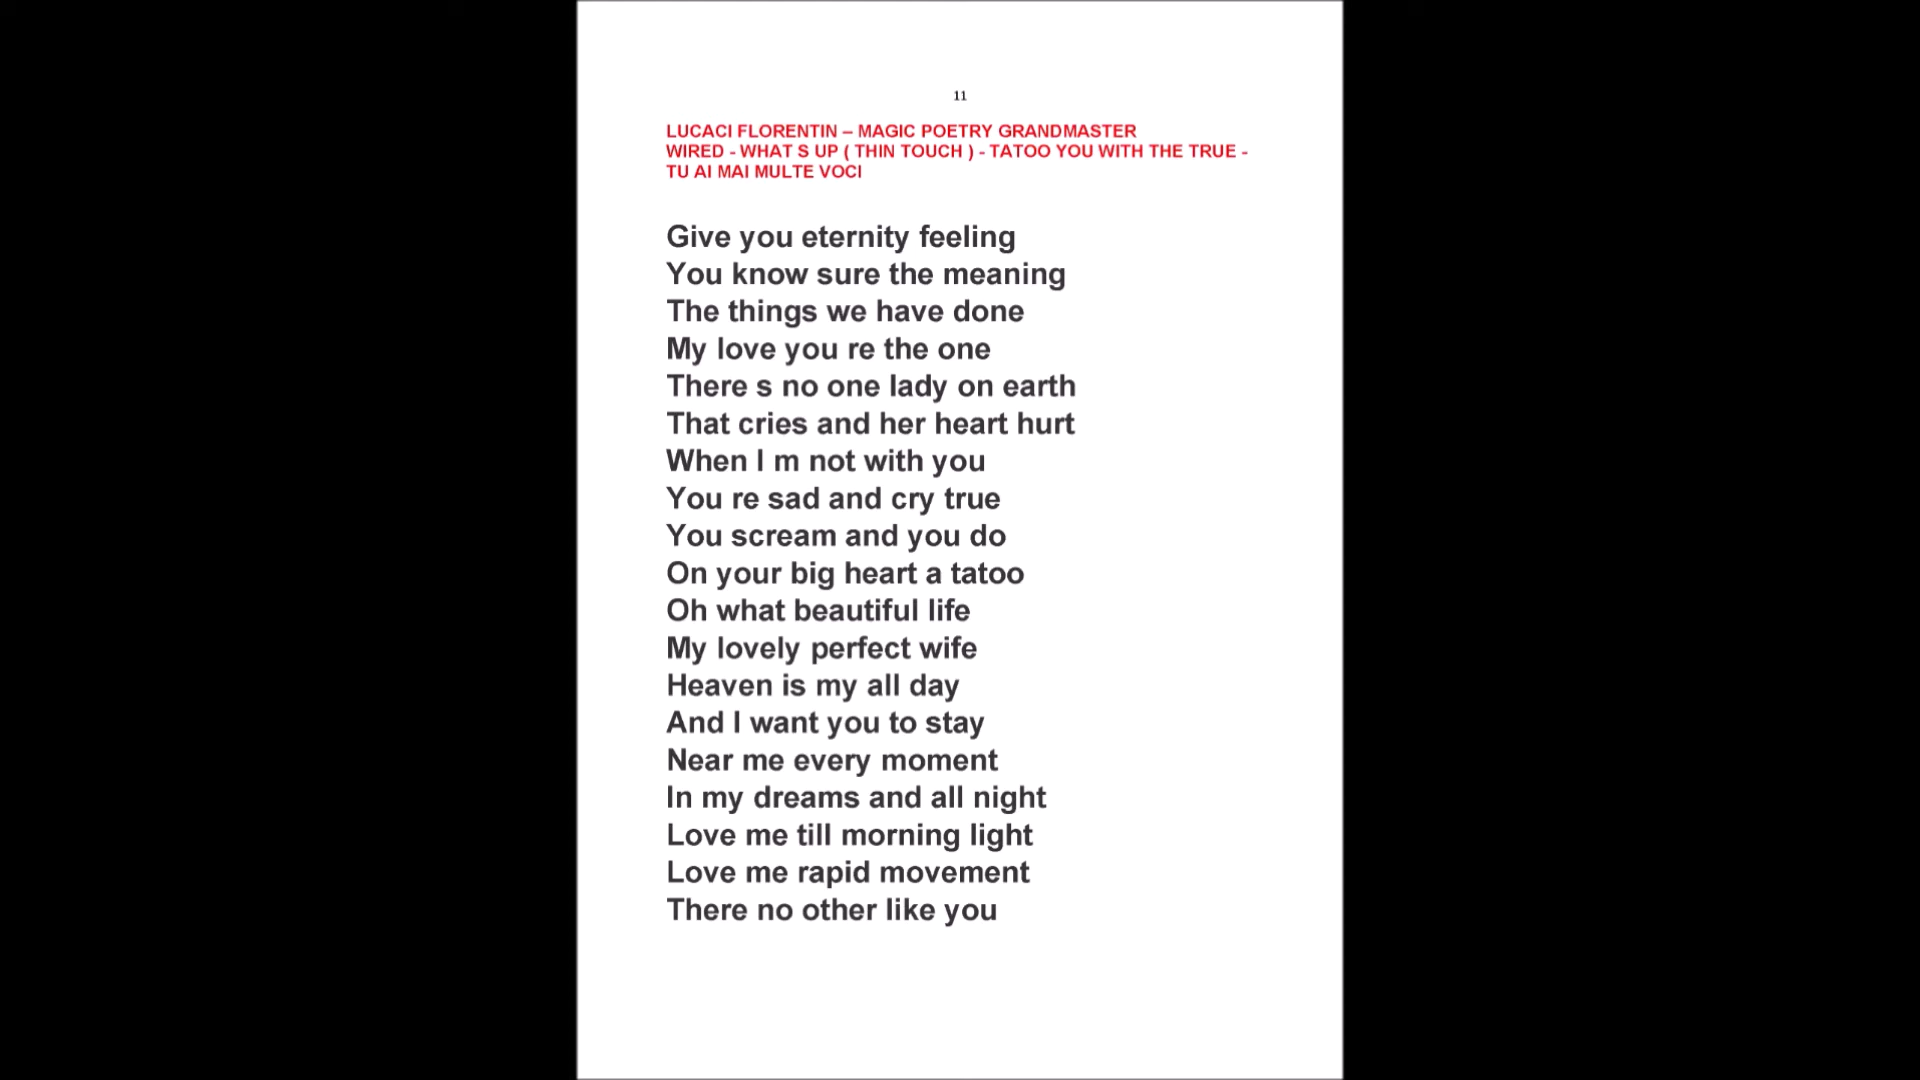 11
LUCACI FLORENTIN – MAGIC POETRY GRANDMASTER
WIRED - WHAT S UP ( THIN TOUCH ) - TATOO YOU WITH THE TRUE -
TU AI MAI MULTE VOCI
Give you eternity feeling
You know sure the meaning
The things we have done
My love you re the one
There s no one lady on earth
That cries and her heart hurt
When I m not with you
You re sad and cry true
You scream and you do
On your big heart a tatoo
Oh what beautiful life
My lovely perfect wife
Heaven is my all day
And I want you to stay
Near me every moment
In my dreams and all night
Love me till morning light
Love me rapid movement
There no other like you